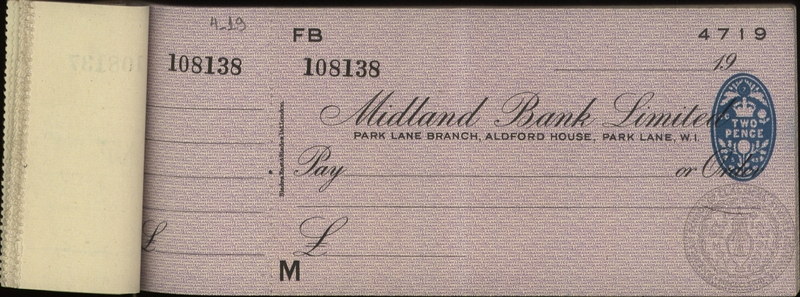 4-19
FB
4719
108138
108138
19
Midland Bank Limited
PARK LANE BRANCH, ALDFORD HOUSE, PARK LANE, W.1.
TWO
PENCE
Pay
or Order
£
£
M